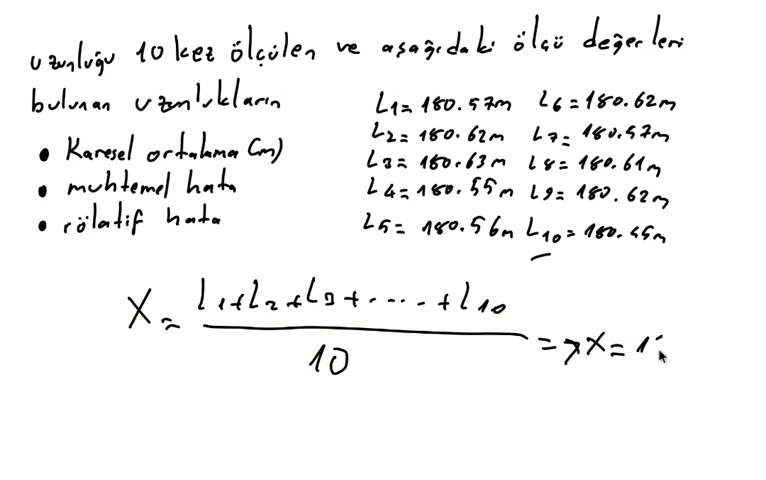 uzunluğu 10 kez ölçülen ve aşağıdaki ölçü değerleri
bulunan uzunlukların
• Karesel ortalama (m)
• muhtemel hata
• rölatif hata
L1=180.57m L6=180.62m
L2=180.62m L7=180.57m
L3=180.63m L8=180.61m
L4=180.55m L9=180.62m
L5=180.56m L10=180.55m
X= L1+L2+L3+.....+L10
10
=>X=1